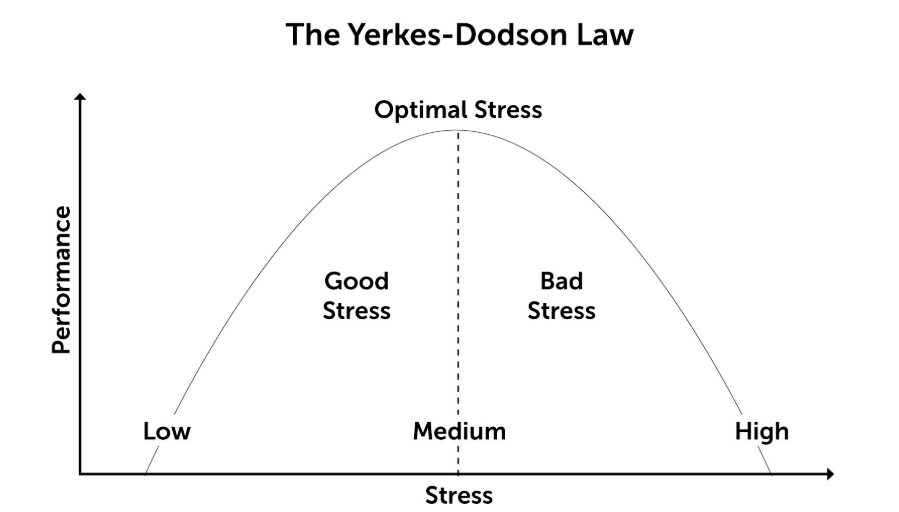 The Yerkes-Dodson Law
Optimal Stress
Performance
Good
Stress
Bad
Stress
Low
Medium
High
Stress